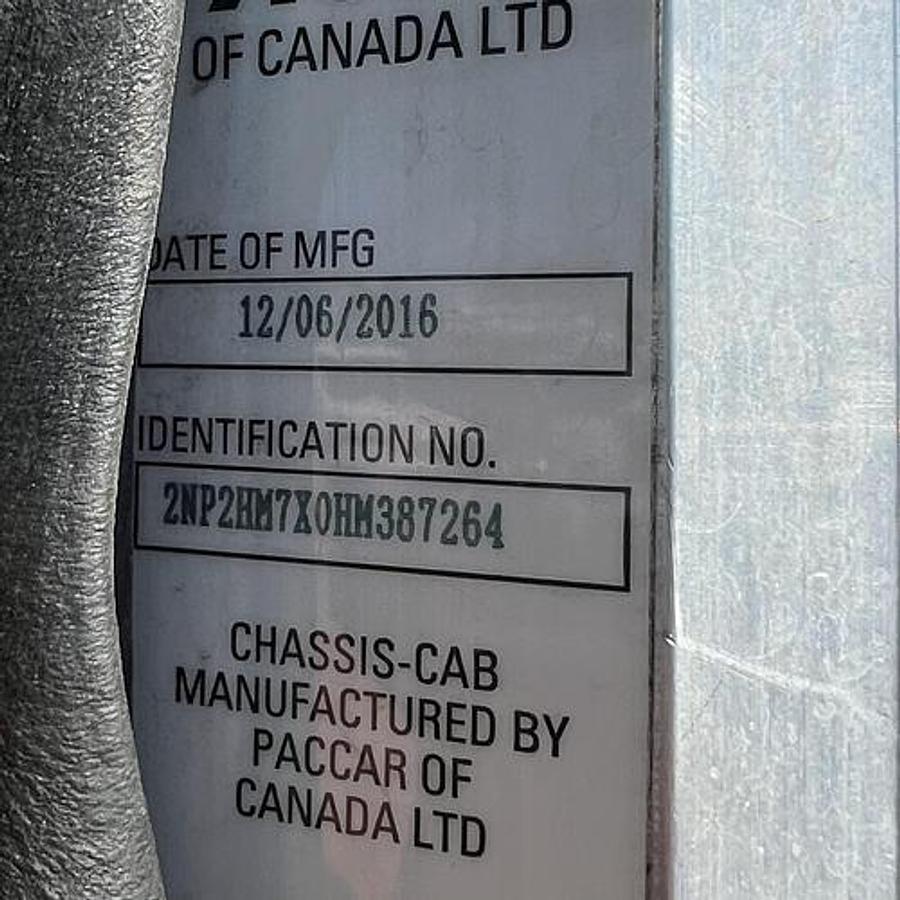 OF CANADA LTD
DATE OF MFG
12/06/2016
IDENTIFICATION NO.
2NP2HM7X0HM387264
CHASSIS-CAB
MANUFACTURED BY
PACCAR OF
CANADA LTD